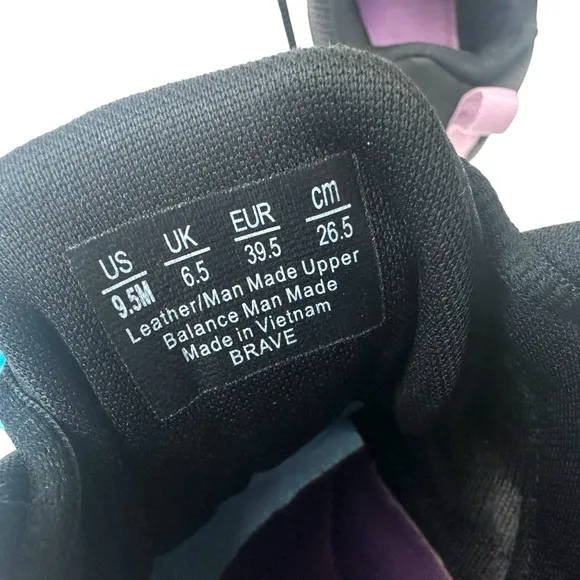 US UK EUR cm
9.5M 6.5 39.5 26.5
Leather/Man Made Upper
Balance Man Made
Made in Vietnam
BRAVE